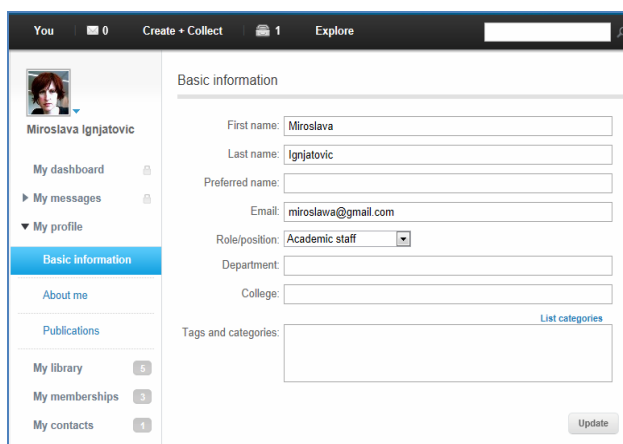 You 0 Create + Collect 1 Explore
Basic information
Miroslava Ignjatovic
My dashboard
My messages
My profile
Basic information
About me
Publications
My library 5
My memberships 3
My contacts 1
First name: Miroslava
Last name: Ignjatovic
Preferred name:
Email: miroslawa@gmail.com
Role/position: Academic staff
Department:
College:
List categories
Tags and categories:
Update